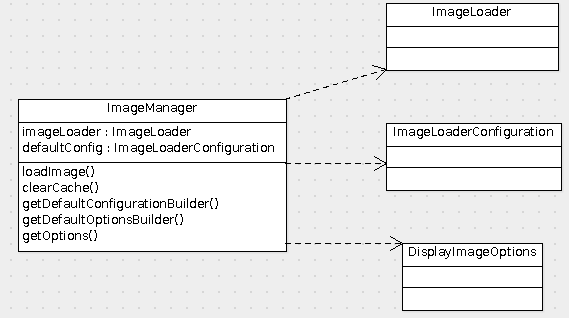 ImageLoader
ImageManager
imageLoader : ImageLoader
defaultConfig : ImageLoaderConfiguration
loadImage()
clearCache()
getDefaultConfigurationBuilder()
getDefaultOptionsBuilder()
getOptions()
ImageLoaderConfiguration
DisplayImageOptions